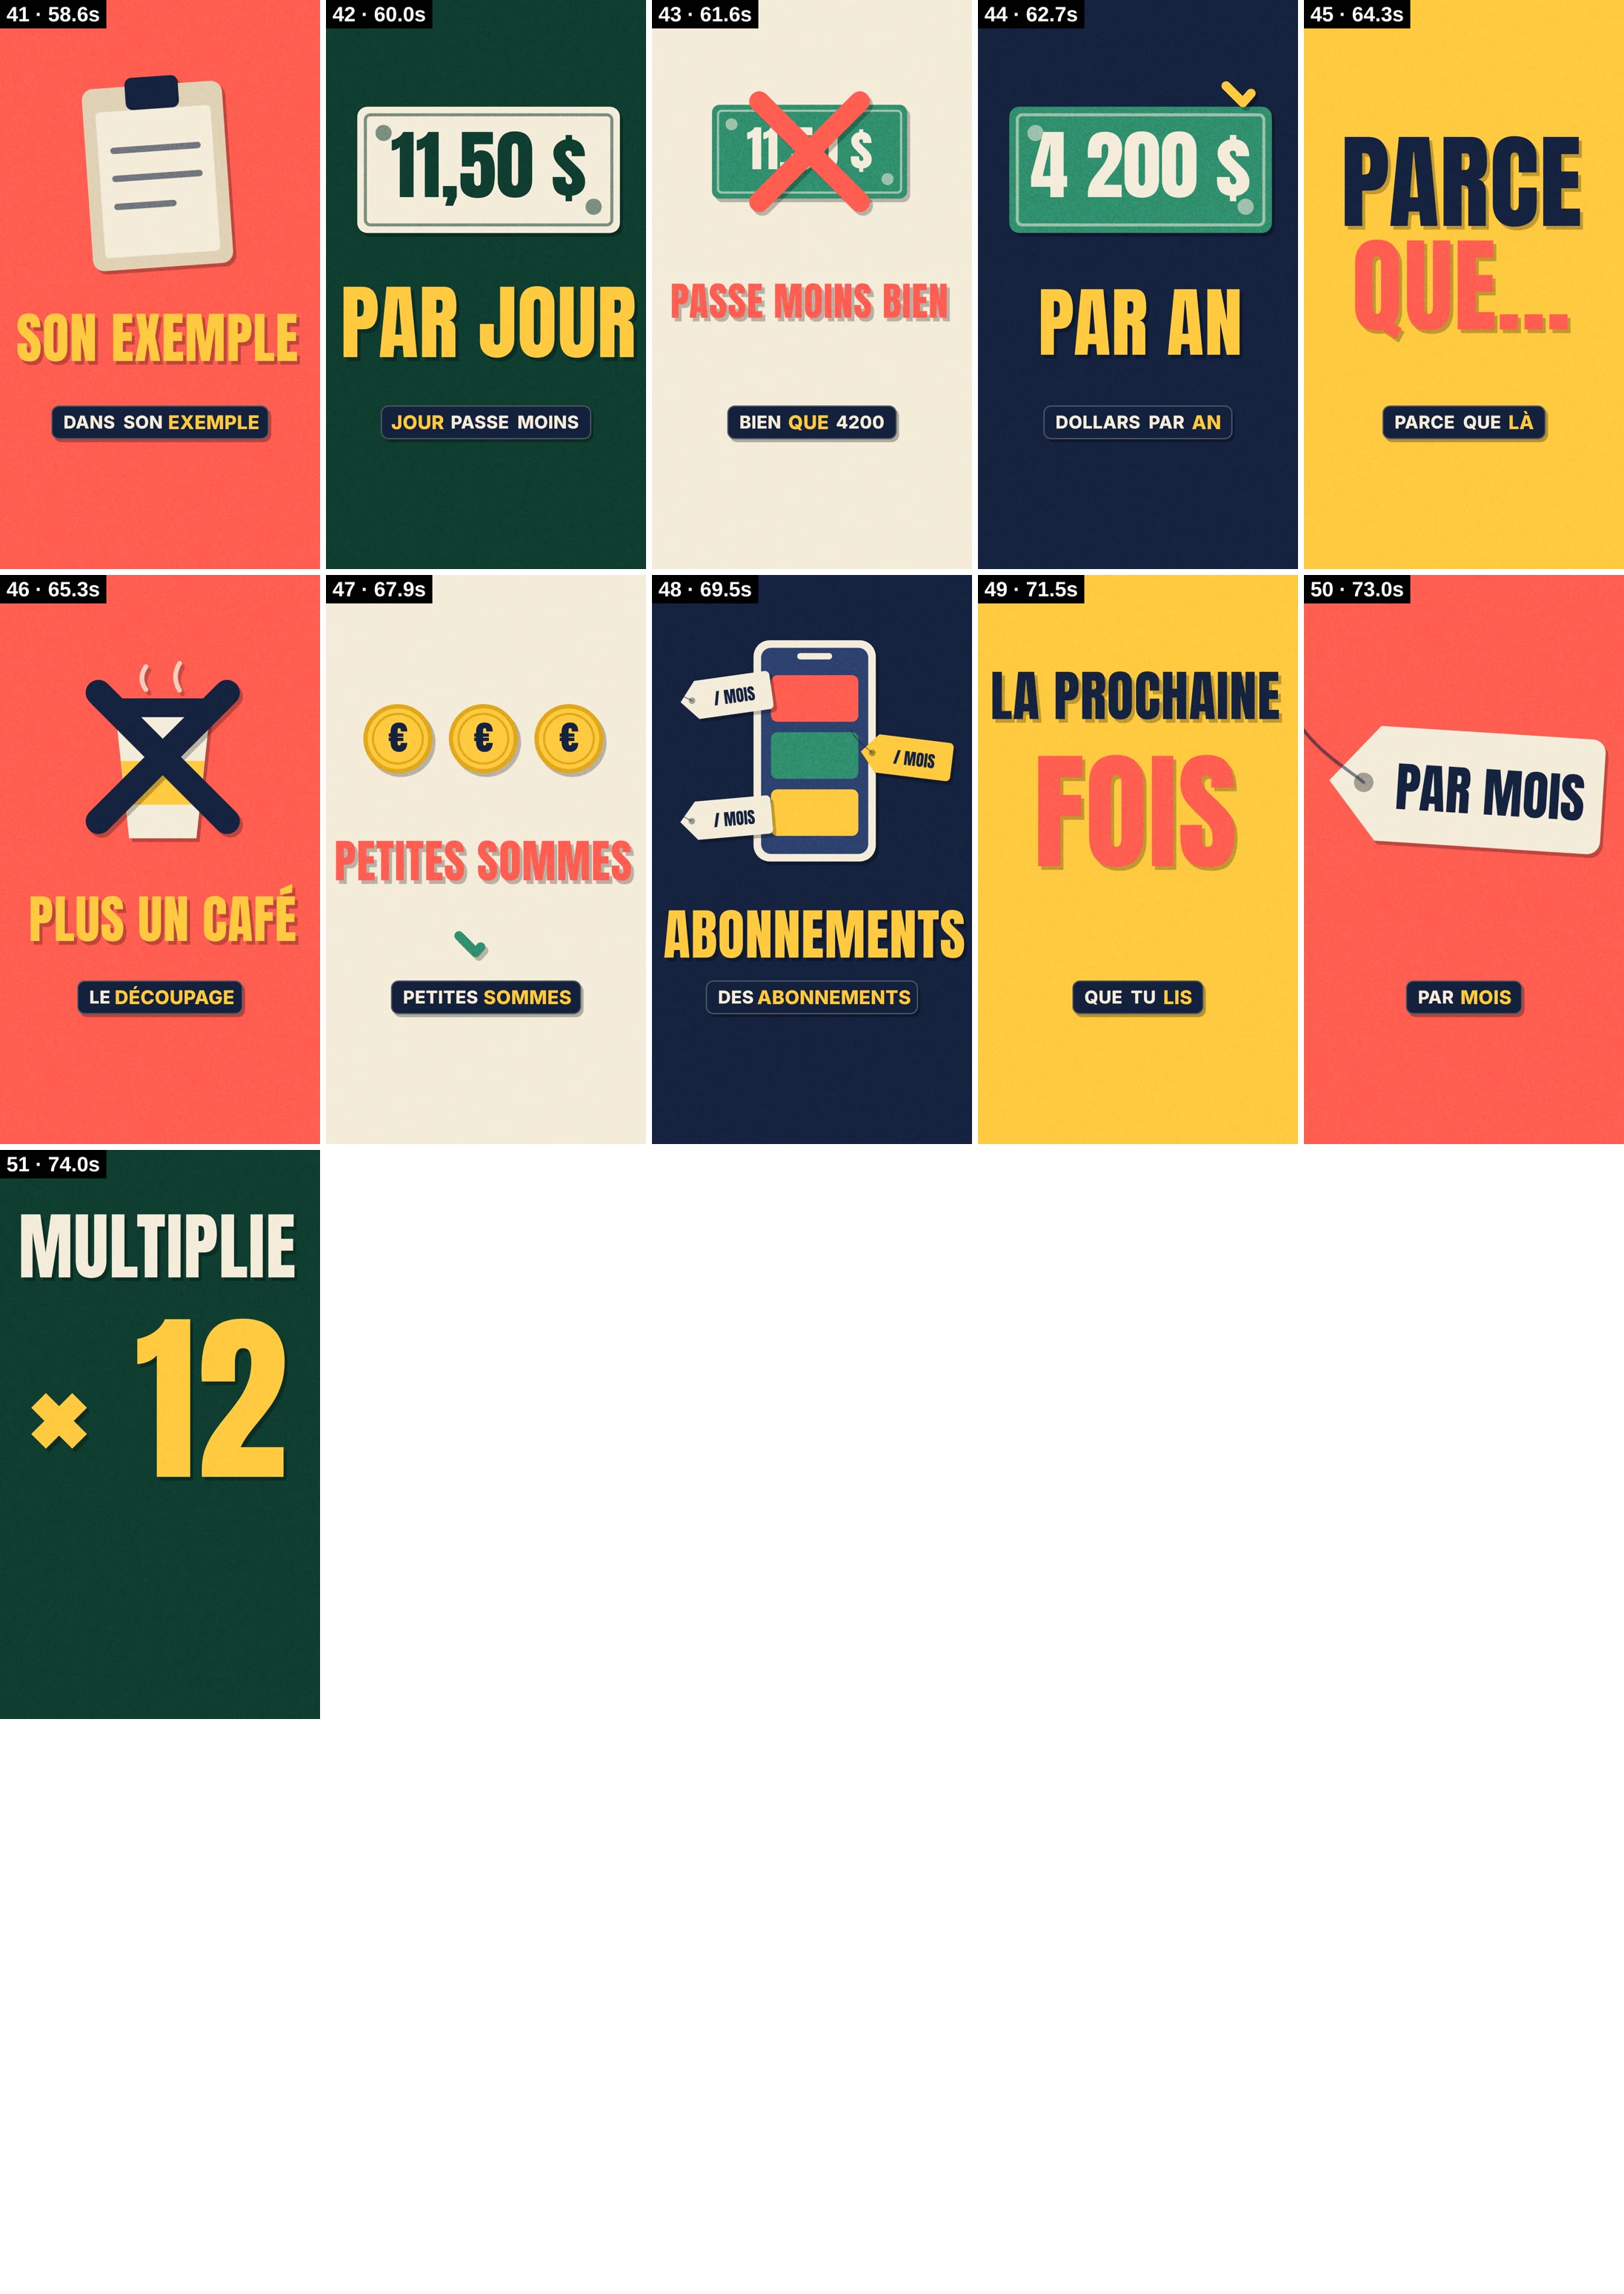 41 · 58.6s
SON EXEMPLE
DANS SON EXEMPLE
42 · 60.0s
11,50 $
PAR JOUR
JOUR PASSE MOINS
43 · 61.6s
$
PASSE MOINS BIEN
BIEN QUE 4200
44 · 62.7s
4 200 $
PAR AN
DOLLARS PAR AN
45 · 64.3s
PARCE
QUE...
PARCE QUE LÀ
46 · 65.3s
PLUS UN CAFÉ
LE DÉCOUPAGE
47 · 67.9s
€ € €
PETITES SOMMES
PETITES SOMMES
48 · 69.5s
/ MOIS
/ MOIS
/ MOIS
ABONNEMENTS
DES ABONNEMENTS
49 · 71.5s
LA PROCHAINE
FOIS
QUE TU LIS
50 · 73.0s
PAR MOIS
PAR MOIS
51 · 74.0s
MULTIPLIE
× 12